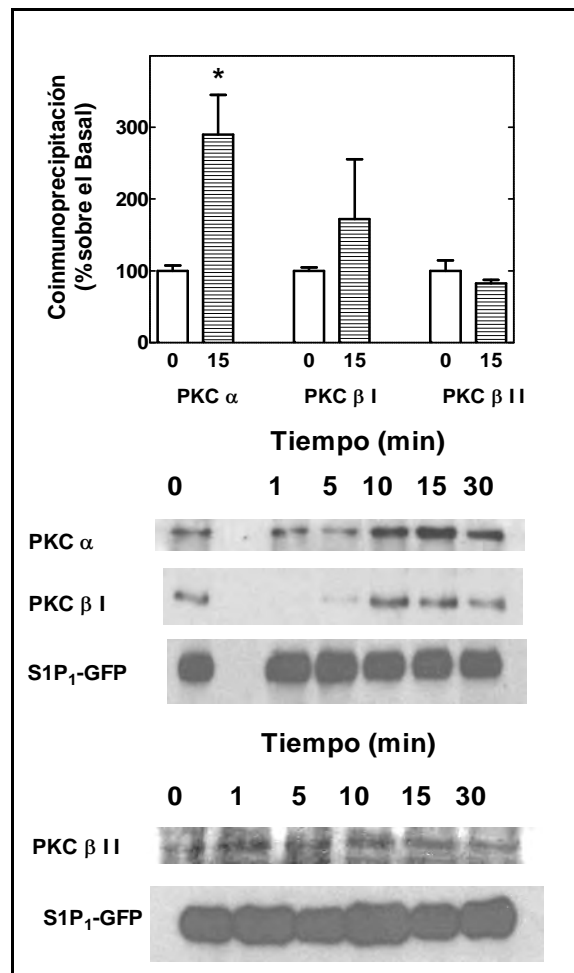 Coinmunoprecipitación
(%sobre el Basal)
300
200
100
0
*
0 15 0 15 0 15
PKC α PKC β I PKC β I I
Tiempo (min)
0 1 5 10 15 30
PKC α
PKC β I
S1P₁-GFP
Tiempo (min)
0 1 5 10 15 30
PKC β I I
S1P₁-GFP